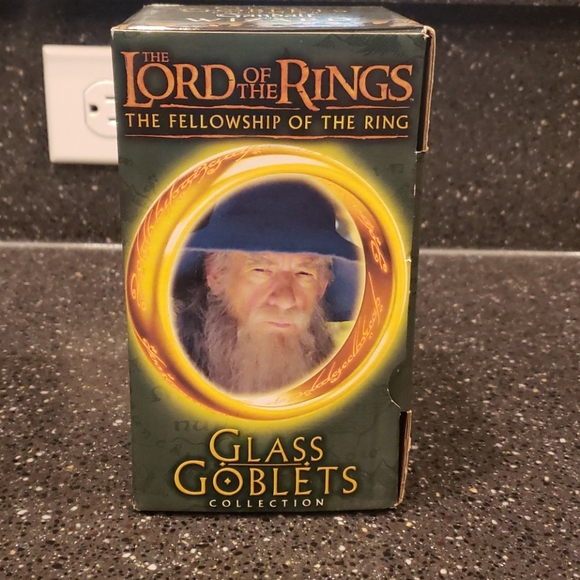 THE
LORD OF THE RINGS
THE FELLOWSHIP OF THE RING
GLASS
GOBLETS
COLLECTION